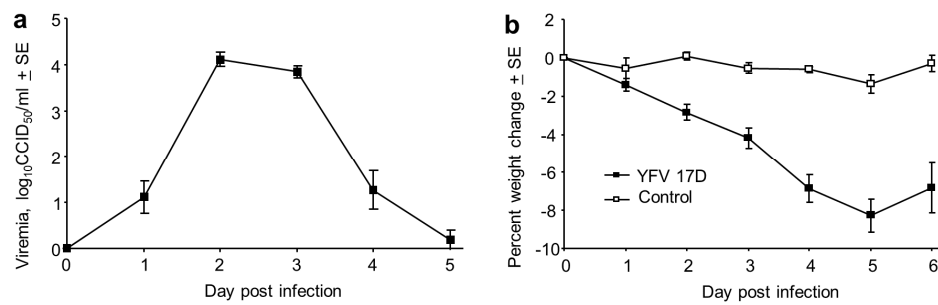 a
Viremia, log10CCID50/ml ± SE
5
4
3
2
1
0
0 1 2 3 4 5
Day post infection
b
Percent weight change ± SE
2
0
-2
-4
-6
-8
-10
YFV 17D
Control
0 1 2 3 4 5 6
Day post infection